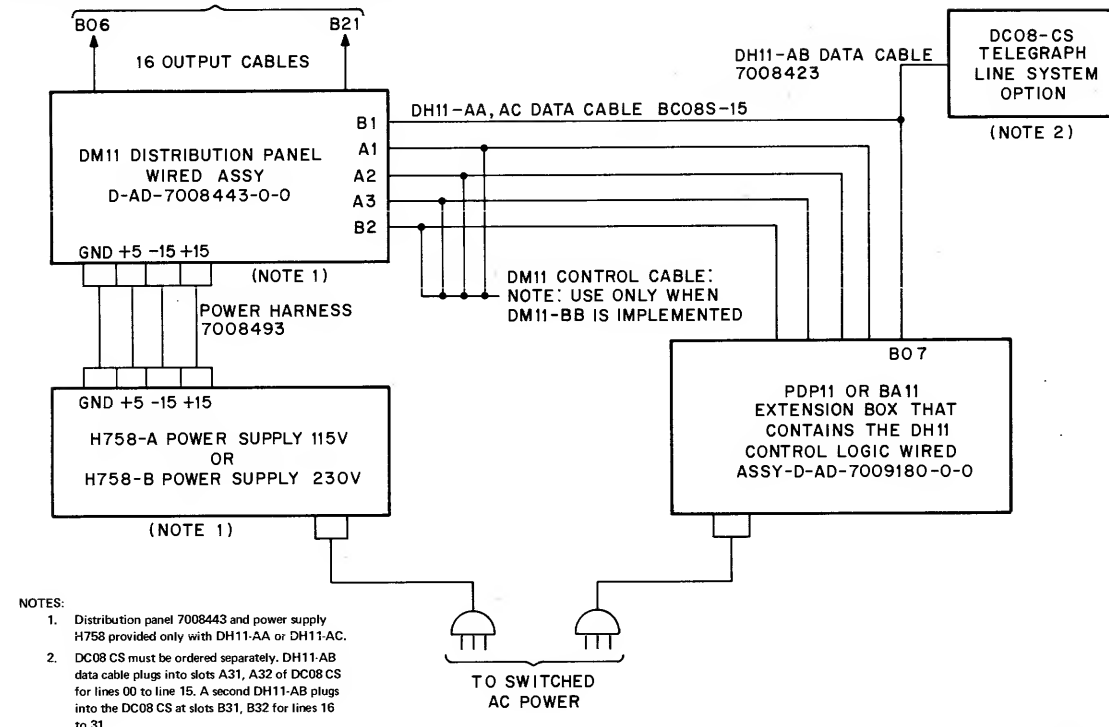 B06
B21
16 OUTPUT CABLES
DH11-AB DATA CABLE
7008423
DC08-CS
TELEGRAPH
LINE SYSTEM
OPTION
(NOTE 2)
DM11 DISTRIBUTION PANEL
WIRED ASSY
D-AD-7008443-0-0
B1
A1
A2
A3
B2
DH11-AA, AC DATA CABLE BC08S-15
GND +5 -15 +15
(NOTE 1)
DM11 CONTROL CABLE:
NOTE: USE ONLY WHEN
DM11-BB IS IMPLEMENTED
POWER HARNESS
7008493
GND +5 -15 +15
H758-A POWER SUPPLY 115V
OR
H758-B POWER SUPPLY 230V
(NOTE 1)
B07
PDP11 OR BA11
EXTENSION BOX THAT
CONTAINS THE DH11
CONTROL LOGIC WIRED
ASSY-D-AD-7009180-0-0
TO SWITCHED
AC POWER
NOTES:
1. Distribution panel 7008443 and power supply
H758 provided only with DH11-AA or DH11-AC.
2. DC08 CS must be ordered separately. DH11-AB
data cable plugs into slots A31, A32 of DC08 CS
for lines 00 to line 15. A second DH11-AB plugs
into the DC08 CS at slots B31, B32 for lines 16
to 31.